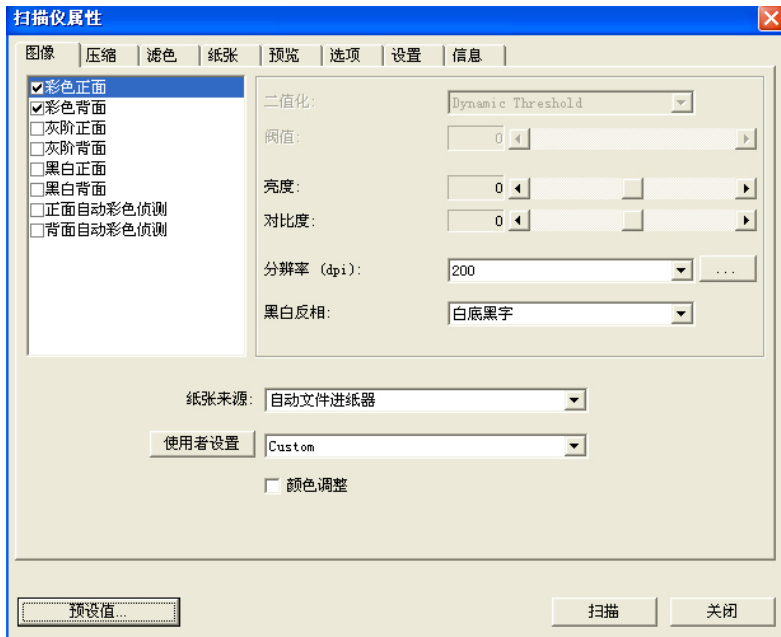 扫描仪属性
图像 压缩 滤色 纸张 预览 选项 设置 信息
彩色正面
彩色背面
灰阶正面
灰阶背面
黑白正面
黑白背面
正面自动彩色侦测
背面自动彩色侦测
二值化: Dynamic Threshold
阀值: 0
亮度: 0
对比度: 0
分辨率 (dpi): 200 ...
黑白反相: 白底黑字
纸张来源: 自动文件进纸器
使用者设置 Custom
颜色调整
预设值... 扫描 关闭